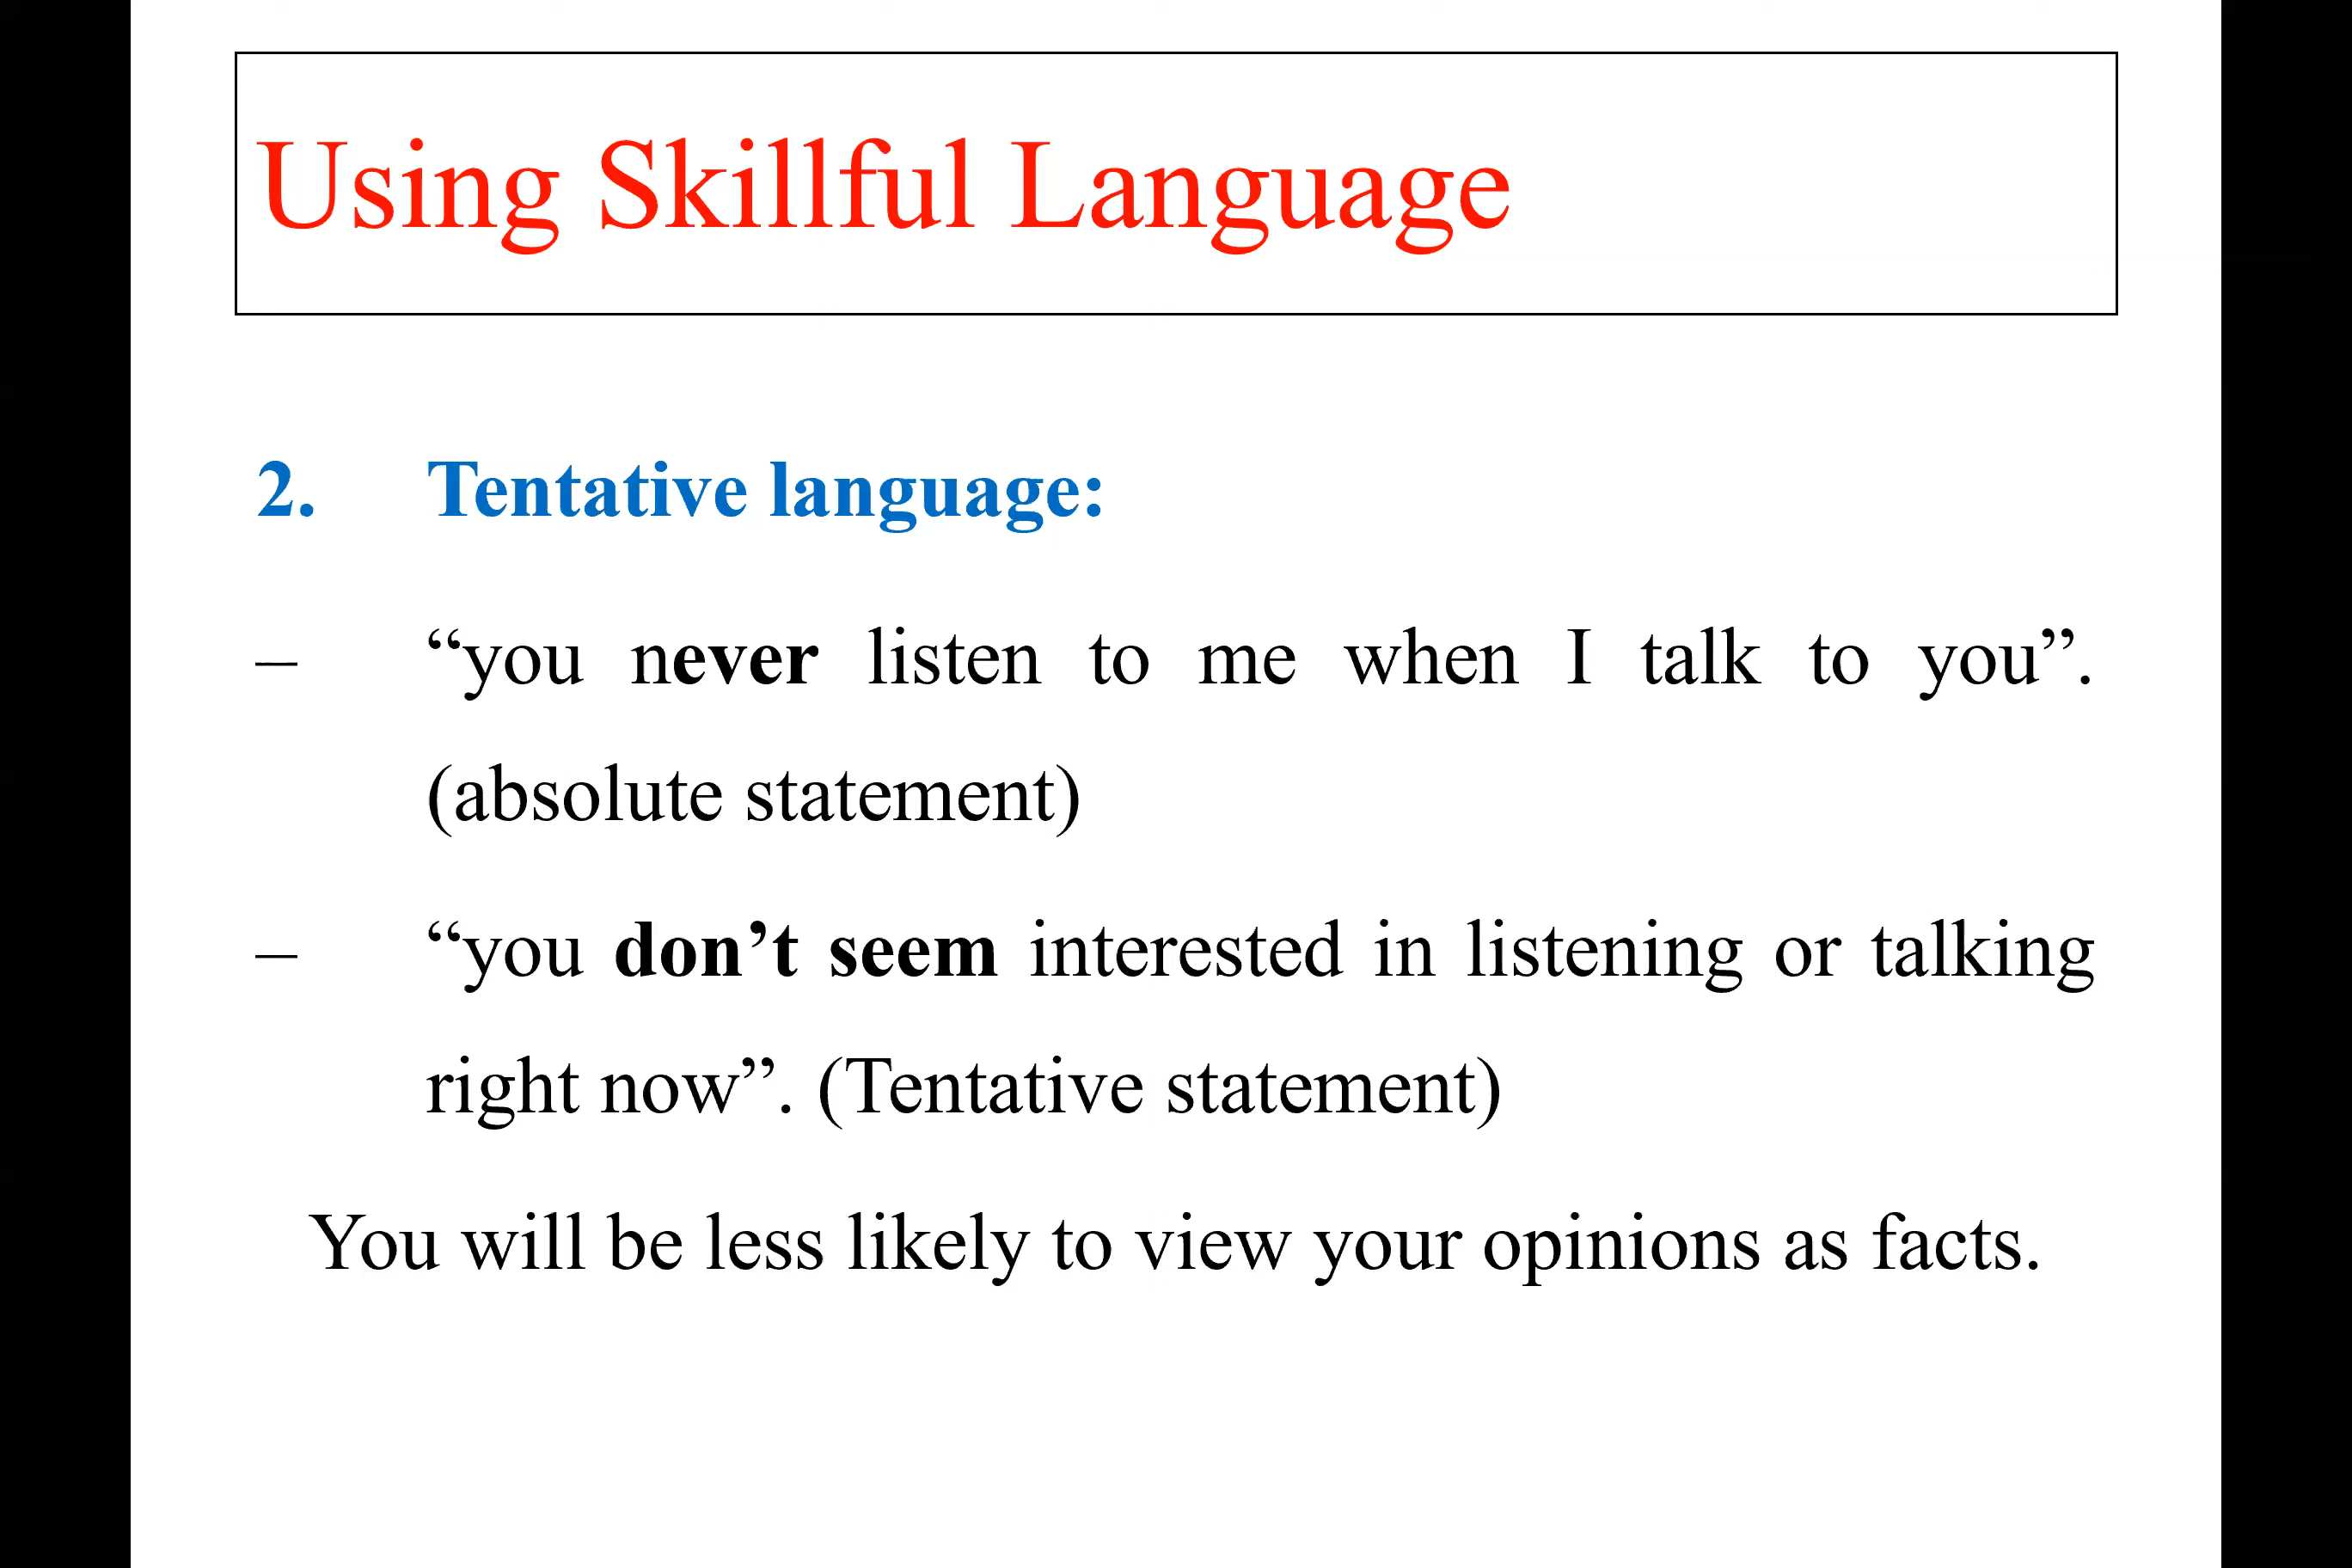 Using Skillful Language
2. Tentative language:
– “you never listen to me when I talk to you”.
(absolute statement)
– “you don’t seem interested in listening or talking
right now”. (Tentative statement)
You will be less likely to view your opinions as facts.